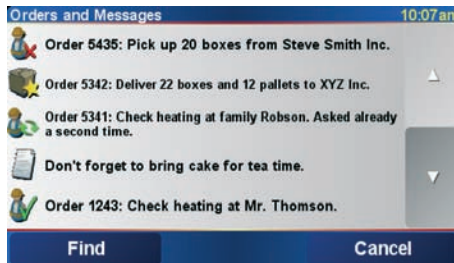 Orders and Messages 10:07am
Order 5435: Pick up 20 boxes from Steve Smith Inc.
Order 5342: Deliver 22 boxes and 12 pallets to XYZ Inc.
Order 5341: Check heating at family Robson. Asked already
a second time.
Don't forget to bring cake for tea time.
Order 1243: Check heating at Mr. Thomson.
Find Cancel